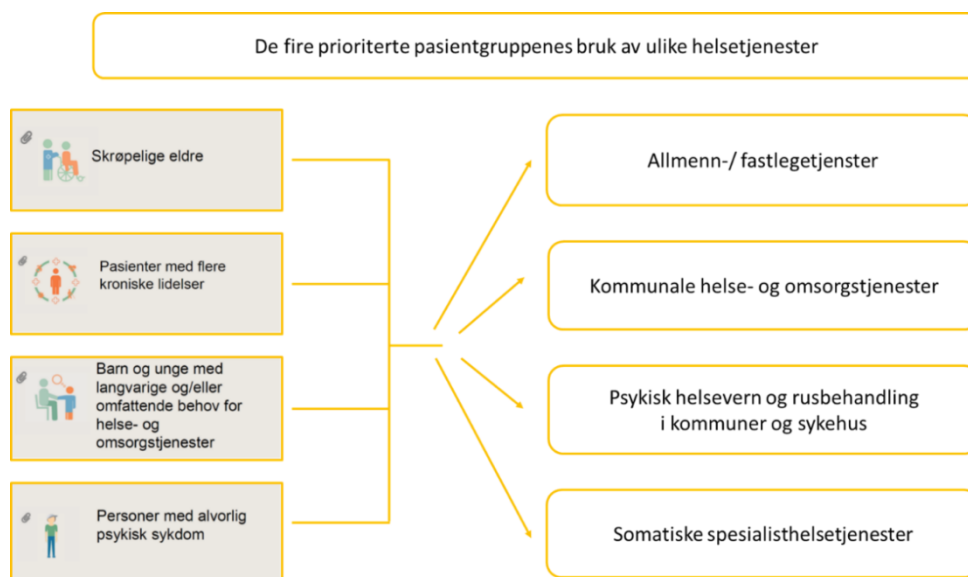 De fire prioriterte pasientgruppenes bruk av ulike helsetjenester
Skrøpelige eldre
Pasienter med flere
kroniske lidelser
Barn og unge med
langvarige og/eller
omfattende behov for
helse- og
omsorgstjenester
Personer med alvorlig
psykisk sykdom
Allmenn-/ fastlegetjenster
Kommunale helse- og omsorgstjenester
Psykisk helsevern og rusbehandling
i kommuner og sykehus
Somatiske spesialisthelsetjenester